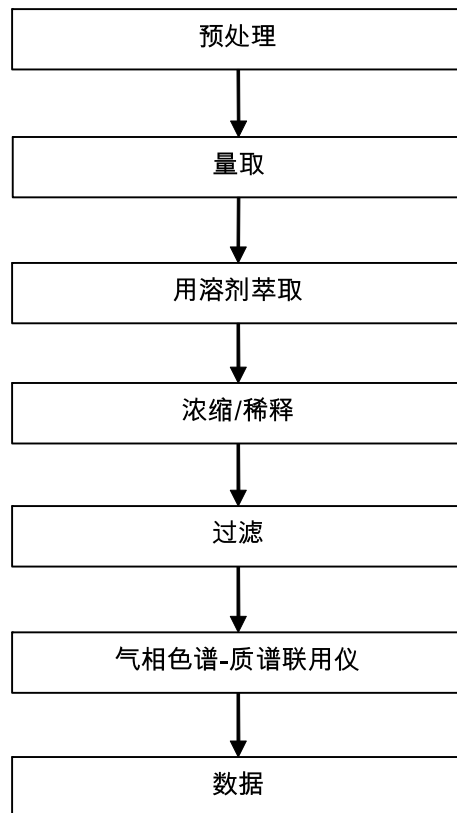 预处理
量取
用溶剂萃取
浓缩/稀释
过滤
气相色谱-质谱联用仪
数据